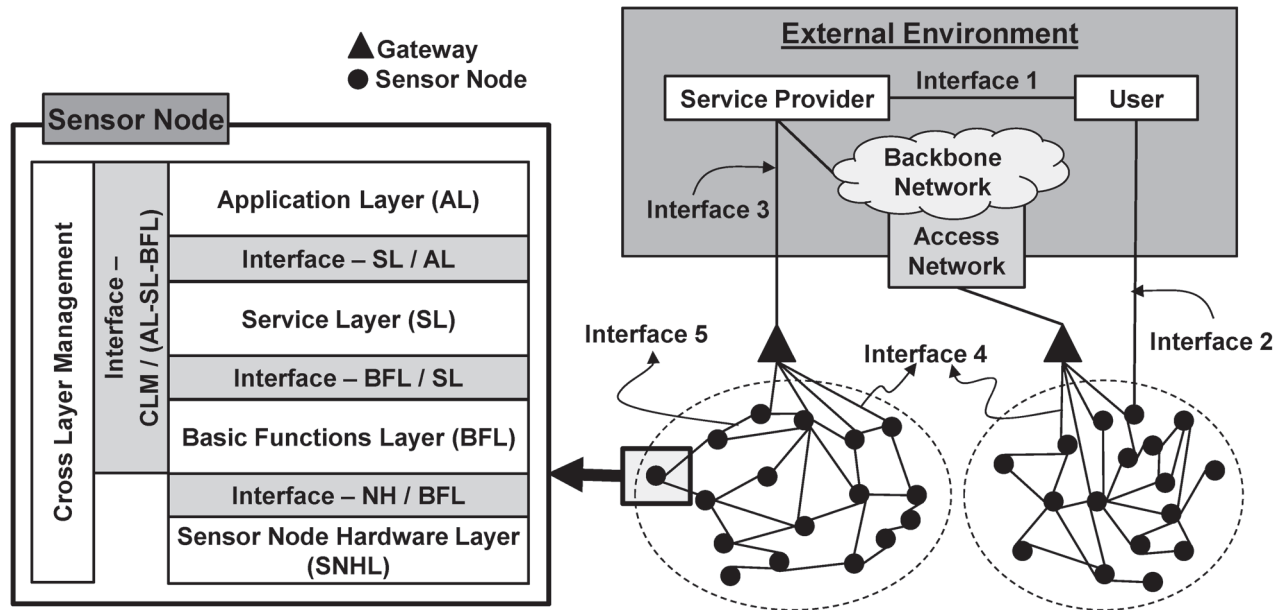 Gateway
Sensor Node
Sensor Node
Cross Layer Management
Interface –
CLM / (AL-SL-BFL)
Application Layer (AL)
Interface – SL / AL
Service Layer (SL)
Interface – BFL / SL
Basic Functions Layer (BFL)
Interface – NH / BFL
Sensor Node Hardware Layer
(SNHL)
External Environment
Service Provider
Interface 1
User
Backbone
Network
Interface 3
Access
Network
Interface 5
Interface 4
Interface 2